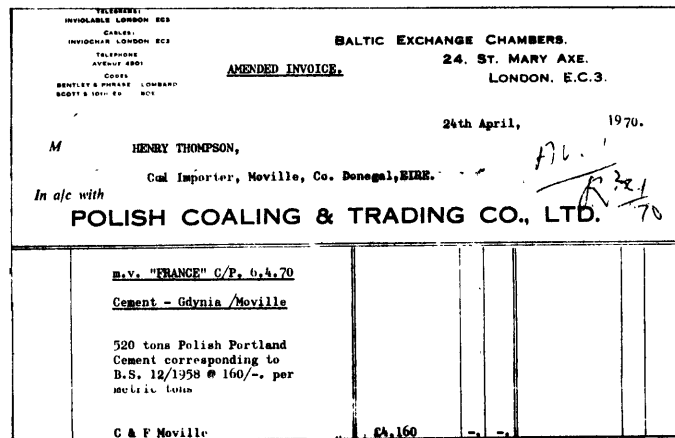 TELEGRAMS:
INVIOLABLE LONDON EC3
CABLES:
INVIOCHAR LONDON EC3
TELEPHONE
AVENUE 4901
CODES
BENTLEY'S PHRASE LOMBARD
SCOTT'S 10TH ED BOE
AMENDED INVOICE.
BALTIC EXCHANGE CHAMBERS.
24, ST. MARY AXE.
LONDON, E.C.3.
24th April, 1970.
M HENRY THOMPSON,
Coal Importer, Moville, Co. Donegal, EIRE.
In a/c with
POLISH COALING & TRADING CO., LTD.
70
m.v. "FRANCE" C/P. 6.4.70
Cement - Gdynia /Moville
520 tons Polish Portland
Cement corresponding to
B.S. 12/1958 @ 160/-. per
metric tons
C & F Moville £4,160 -. -.